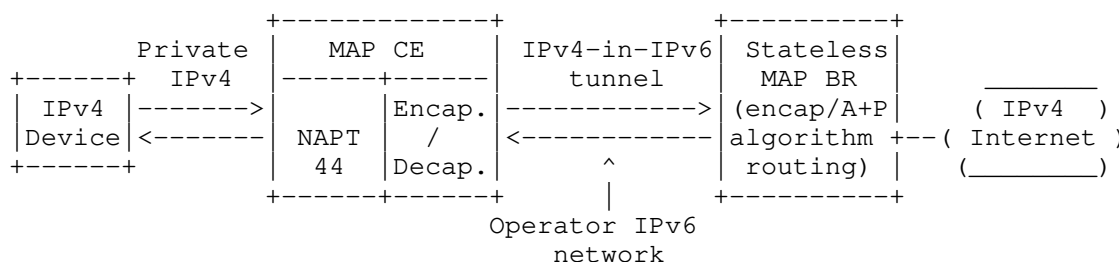 Private MAP CE IPv4-in-IPv6 Stateless
IPv4 tunnel MAP BR
IPv4 Encap. (encap/A+P ( IPv4 )
Device NAPT / algorithm ( Internet )
44 Decap. routing) (________)
Operator IPv6
network